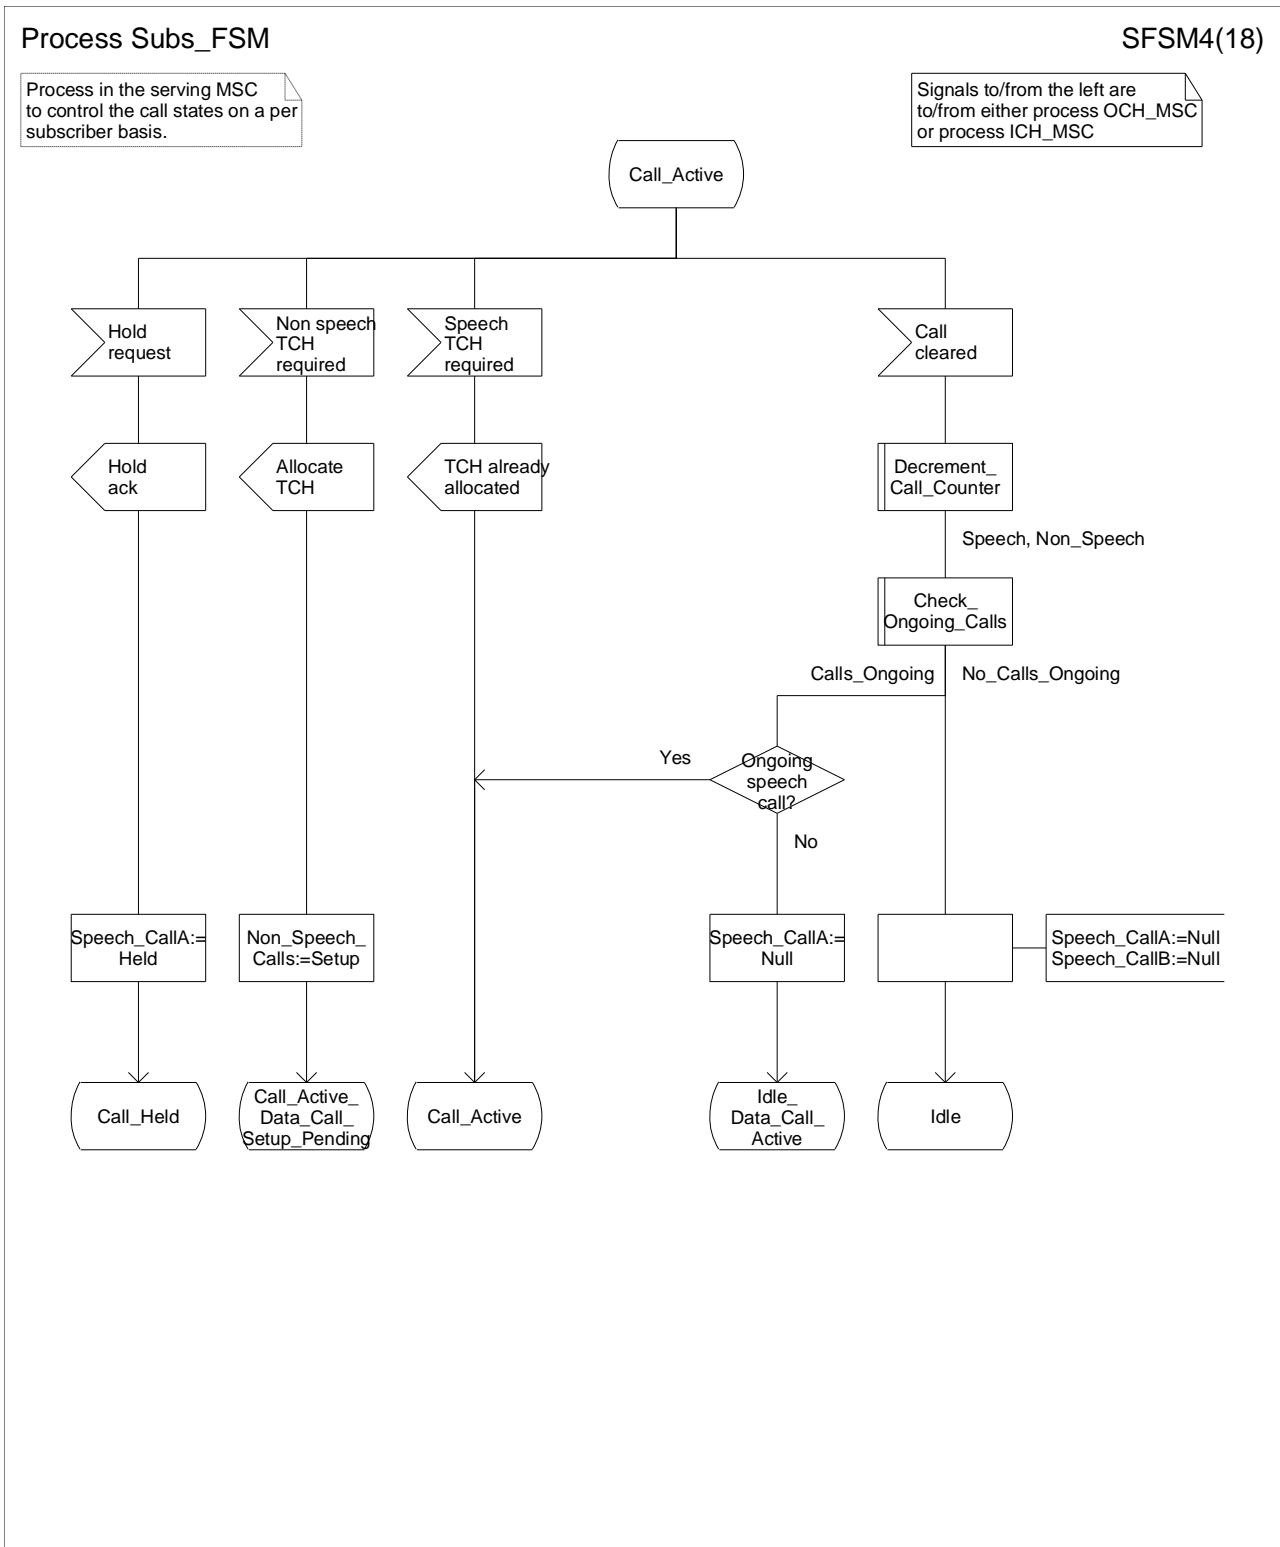 Process Subs_FSM
SFSM4(18)
Process in the serving MSC
to control the call states on a per
subscriber basis.
Signals to/from the left are
to/from either process OCH_MSC
or process ICH_MSC
Call_Active
Hold
request
Non speech
TCH
required
Speech
TCH
required
Call
cleared
Hold
ack
Allocate
TCH
TCH already
allocated
Decrement_
Call_Counter
Speech, Non_Speech
Check_
Ongoing_Calls
Calls_Ongoing
No_Calls_Ongoing
Yes
Ongoing
speech
call?
No
Speech_CallA:=
Held
Non_Speech_
Calls:=Setup
Speech_CallA:=
Null
Speech_CallA:=Null
Speech_CallB:=Null
Call_Held
Call_Active_
Data_Call_
Setup_Pending
Call_Active
Idle_
Data_Call_
Active
Idle